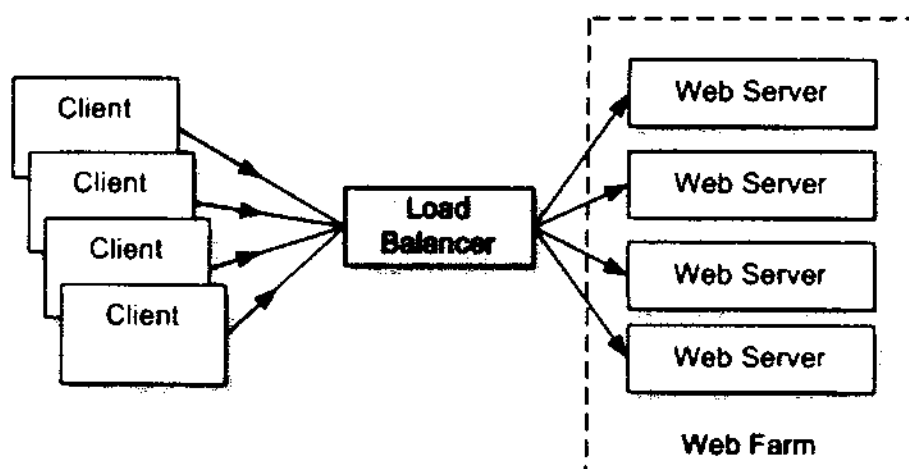 Client
Client
Client
Client
Load
Balancer
Web Server
Web Server
Web Server
Web Server
Web Farm